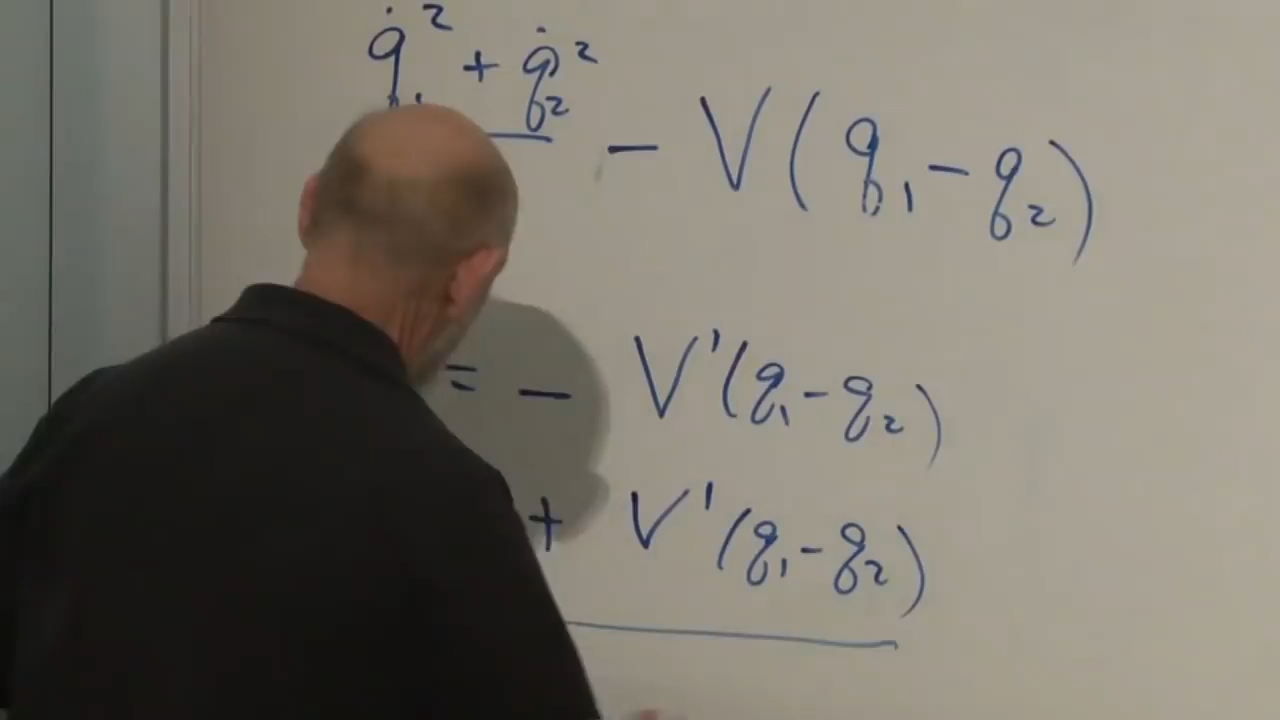 q̇₁² + q̇₂² − V(q₁ − q₂)
= − V'(q₁ − q₂)
+ V'(q₁ − q₂)